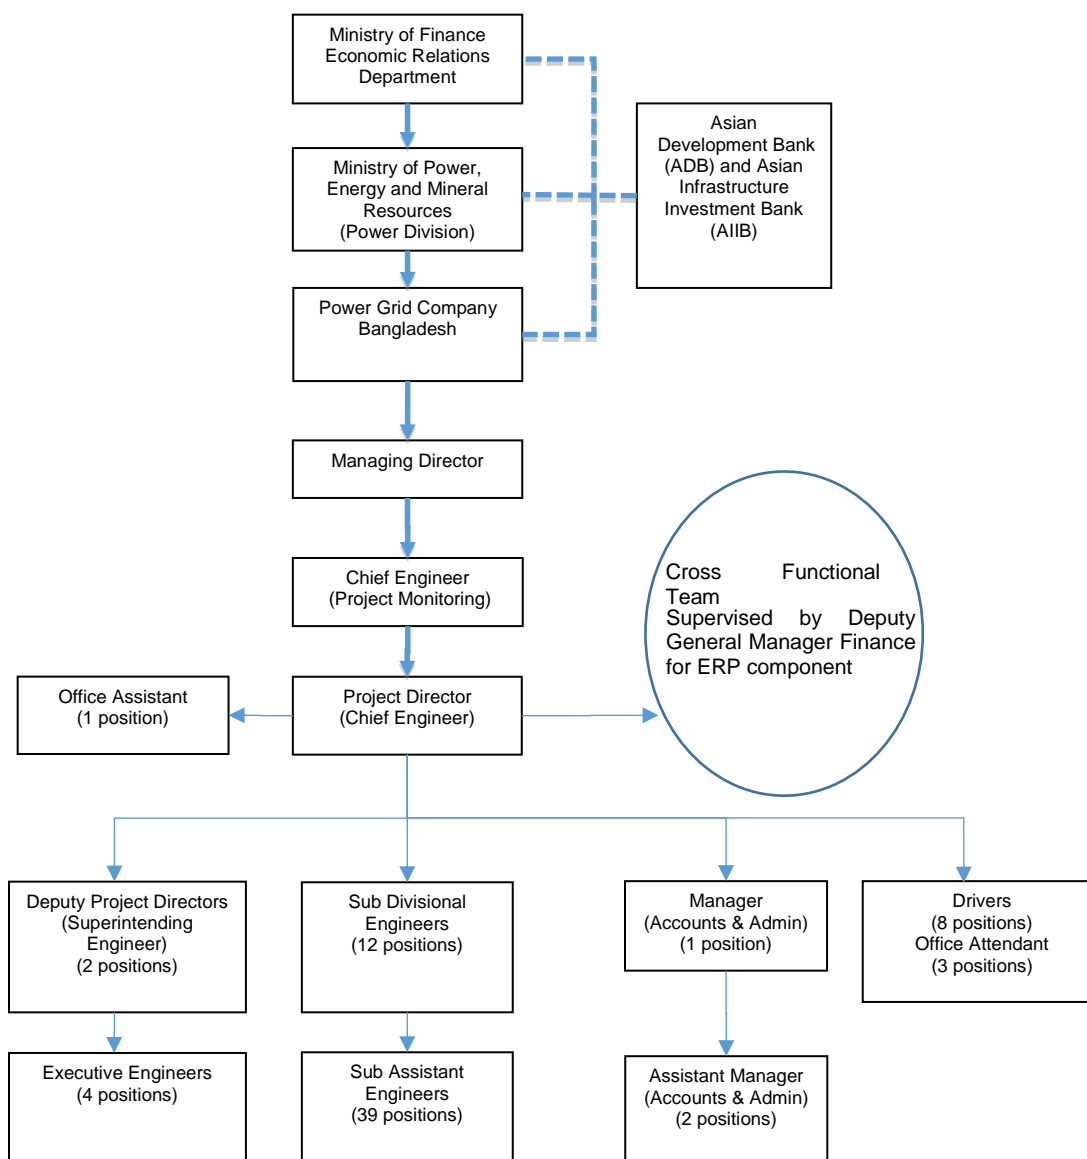 Ministry of Finance
Economic Relations
Department
Asian
Development Bank
(ADB) and Asian
Infrastructure
Investment Bank
(AIIB)
Ministry of Power,
Energy and Mineral
Resources
(Power Division)
Power Grid Company
Bangladesh
Managing Director
Chief Engineer
(Project Monitoring)
Cross Functional
Team
Supervised by Deputy
General Manager Finance
for ERP component
Office Assistant
(1 position)
Project Director
(Chief Engineer)
Deputy Project Directors
(Superintending
Engineer)
(2 positions)
Sub Divisional
Engineers
(12 positions)
Manager
(Accounts & Admin)
(1 position)
Drivers
(8 positions)
Office Attendant
(3 positions)
Executive Engineers
(4 positions)
Sub Assistant
Engineers
(39 positions)
Assistant Manager
(Accounts & Admin)
(2 positions)